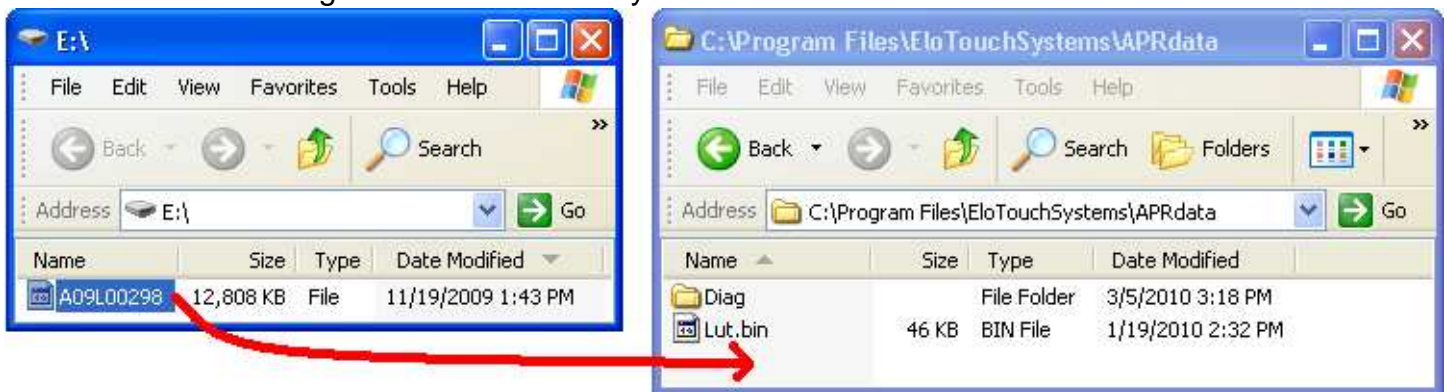 E:\
File Edit View Favorites Tools Help
Back Search »
Address E:\ Go
Name Size Type Date Modified
A09L00298 12,808 KB File 11/19/2009 1:43 PM
C:\Program Files\EloTouchSystems\APRdata
File Edit View Favorites Tools Help
Back Search Folders »
Address C:\Program Files\EloTouchSystems\APRdata Go
Name Size Type Date Modified
Diag File Folder 3/5/2010 3:18 PM
Lut.bin 46 KB BIN File 1/19/2010 2:32 PM